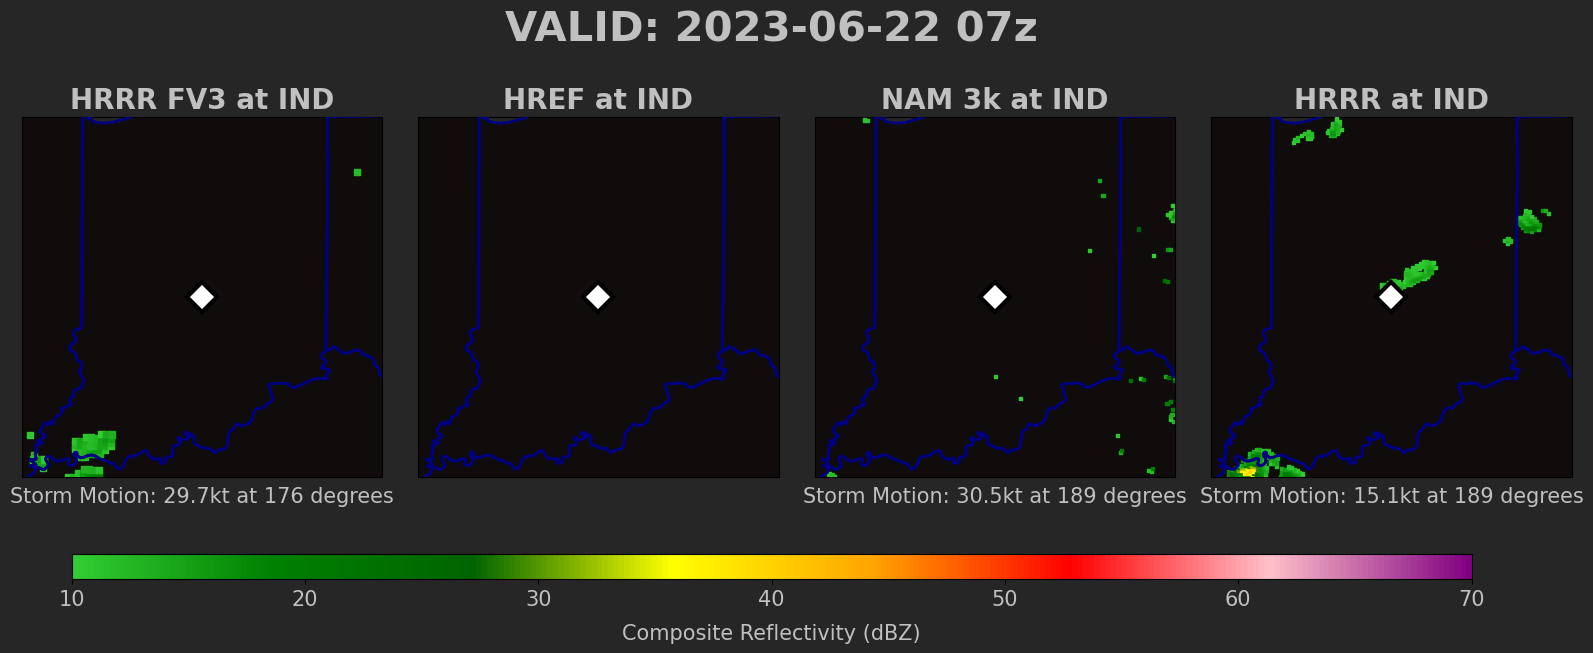 VALID: 2023-06-22 07z
HRRR FV3 at IND
HREF at IND
NAM 3k at IND
HRRR at IND
Storm Motion: 29.7kt at 176 degrees
Storm Motion: 30.5kt at 189 degrees
Storm Motion: 15.1kt at 189 degrees
10 20 30 40 50 60 70
Composite Reflectivity (dBZ)